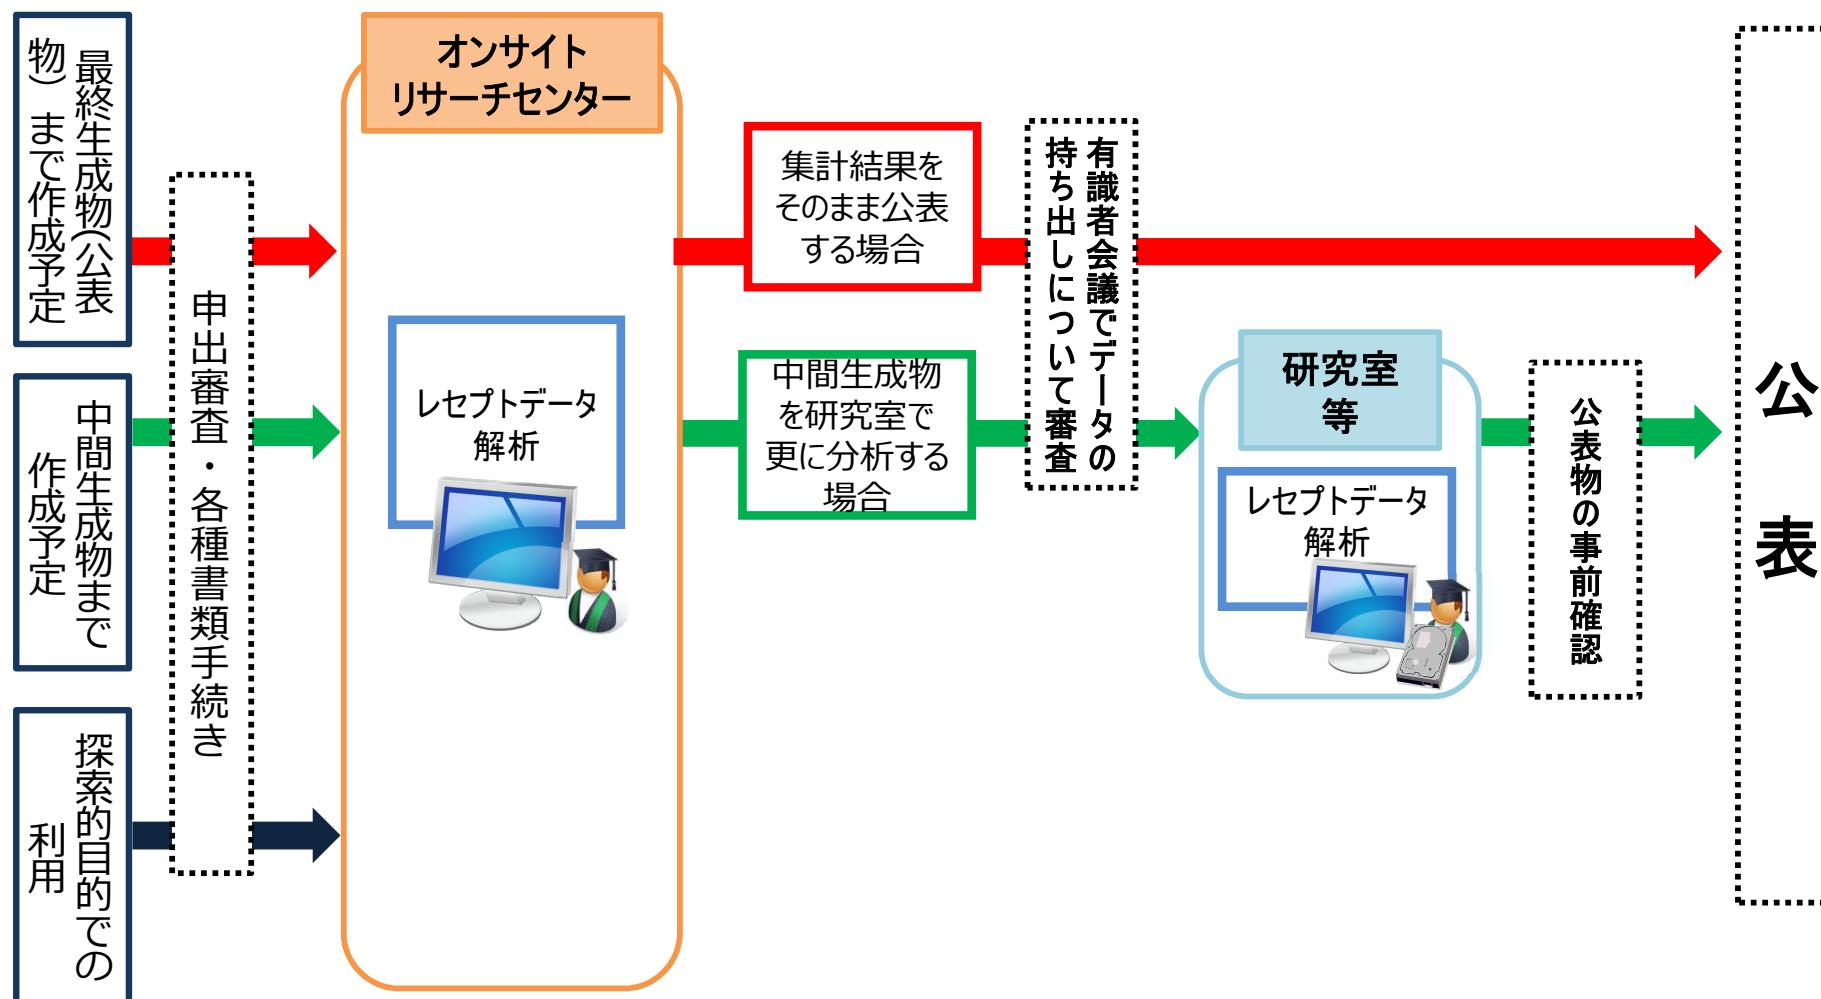 最終生成物(公表
物）まで作成予定
中間生成物まで
作成予定
探索的目的での
利用
申出審査・各種書類手続き
オンサイト
リサーチセンター
レセプトデータ
解析
集計結果を
そのまま公表
する場合
中間生成物
を研究室で
更に分析する
場合
有識者会議でデータの
持ち出しについて審査
研究室
等
レセプトデータ
解析
公表物の事前確認
公表